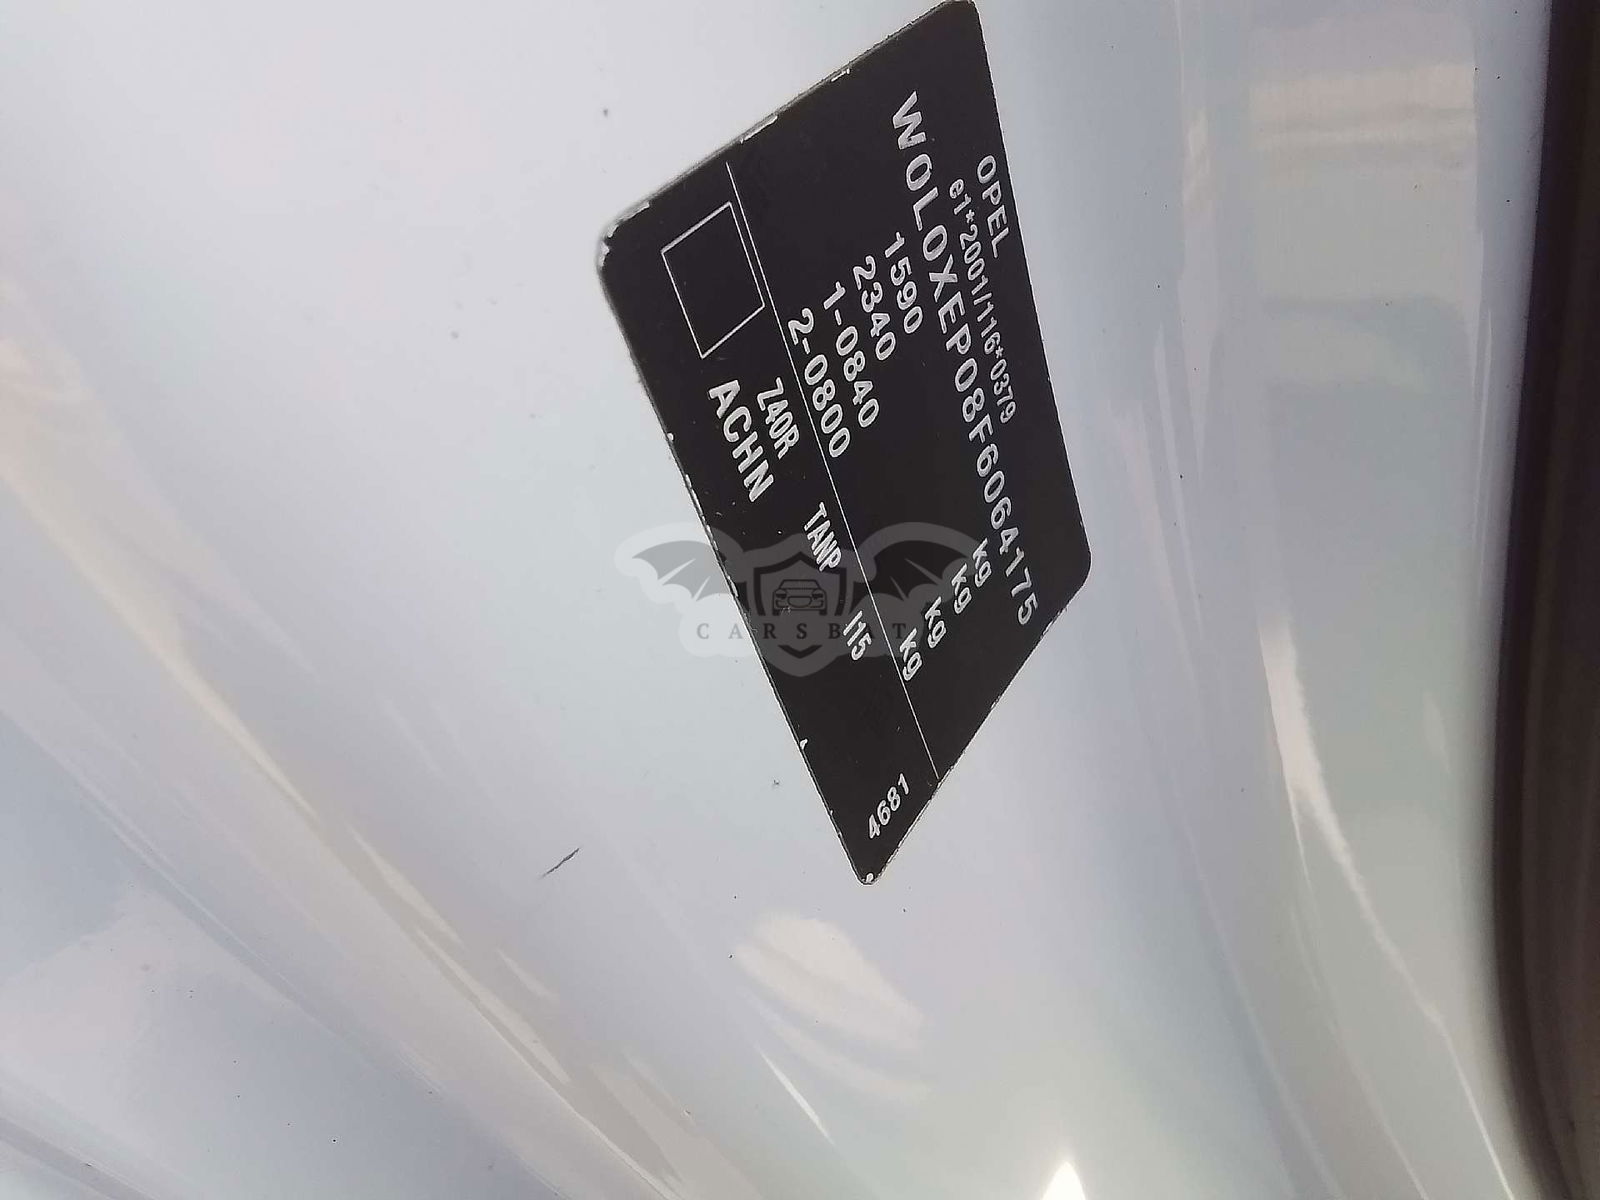 OPEL
e1*2001/116*0379
W0L0XEP08F6064175
1590 kg
2340 kg
1-0840 kg
2-0800 kg
Z40R TANP I15 4681
ACHN
CARSBAT